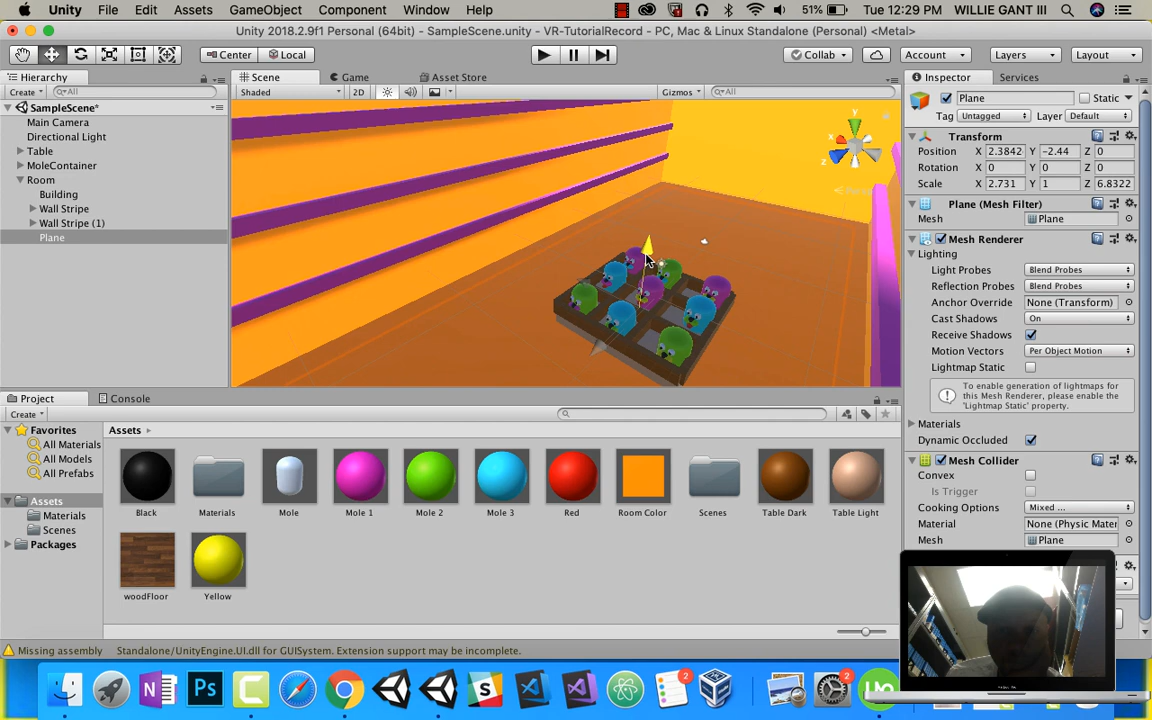 Unity File Edit Assets GameObject Component Window Help 51% Tue 12:29 PM WILLIE GANT III
Unity 2018.2.9f1 Personal (64bit) - SampleScene.unity - VR-TutorialRecord - PC, Mac & Linux Standalone (Personal) <Metal>
Center Local Collab Account Layers Layout
Hierarchy Scene Game Asset Store Inspector Services
Create All Shaded 2D Gizmos All
Plane Static
SampleScene*
Tag Untagged Layer Default
Main Camera
Directional Light
Transform
Table
Position X 2.3842 Y -2.44 Z 0
MoleContainer
Rotation X 0 Y 0 Z 0
Room
Scale X 2.731 Y 1 Z 6.8322
Building
Wall Stripe
Wall Stripe (1)
Plane
y
x
z
Plane (Mesh Filter)
Mesh Plane
Mesh Renderer
Lighting
Light Probes Blend Probes
Reflection Probes Blend Probes
Anchor Override None (Transform)
Cast Shadows On
Receive Shadows
Motion Vectors Per Object Motion
Lightmap Static
To enable generation of lightmaps for
this Mesh Renderer, please enable the
'Lightmap Static' property.
Materials
Dynamic Occluded
Mesh Collider
Convex
Is Trigger
Cooking Options Mixed ...
Material None (Physic Mater
Mesh Plane
Project Console
Create
Favorites
All Materials
All Models
All Prefabs
Assets
Materials
Scenes
Packages
Assets
Black Materials Mole Mole 1 Mole 2 Mole 3 Red Room Color Scenes Table Dark Table Light
woodFloor Yellow
Missing assembly Standalone/UnityEngine.UI.dll for GUISystem. Extension support may be incomplete.
2 2